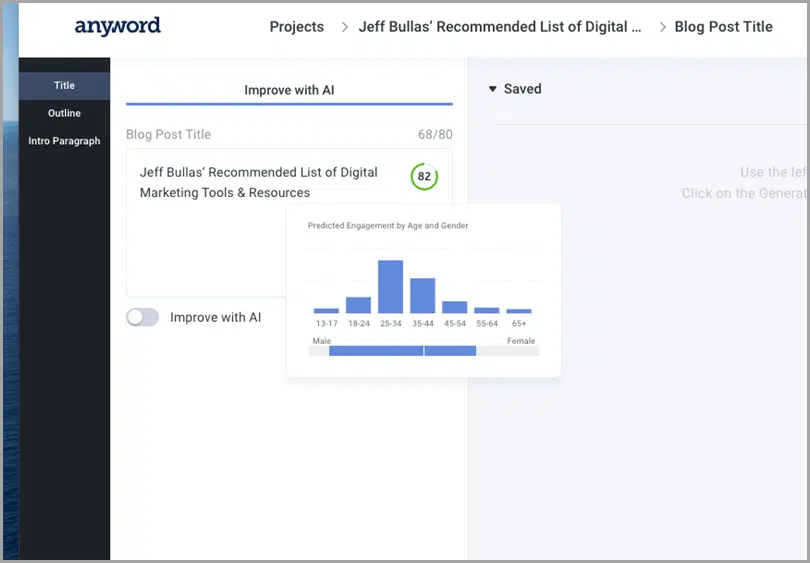 anyword
Projects > Jeff Bullas’ Recommended List of Digital ... > Blog Post Title
Title
Outline
Intro Paragraph
Improve with AI
Blog Post Title 68/80
Jeff Bullas’ Recommended List of Digital
Marketing Tools & Resources
82
Improve with AI
Predicted Engagement by Age and Gender
13-17 18-24 25-34 35-44 45-54 55-64 65+
Male Female
Saved
Use the lef
Click on the Generat